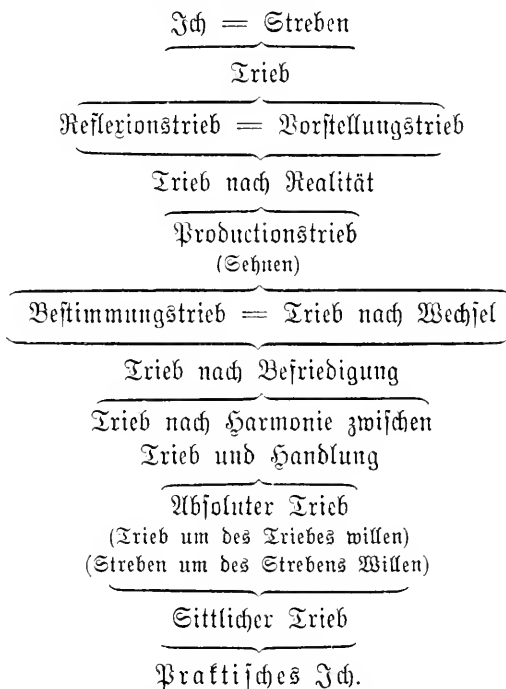 Ich = Streben
Trieb
Reflexionstrieb = Vorstellungstrieb
Trieb nach Realität
Productionstrieb
(Sehnen)
Bestimmungstrieb = Trieb nach Wechsel
Trieb nach Befriedigung
Trieb nach Harmonie zwischen
Trieb und Handlung
Absoluter Trieb
(Trieb um des Triebes willen)
(Streben um des Strebens Willen)
Sittlicher Trieb
Praktisches Ich.